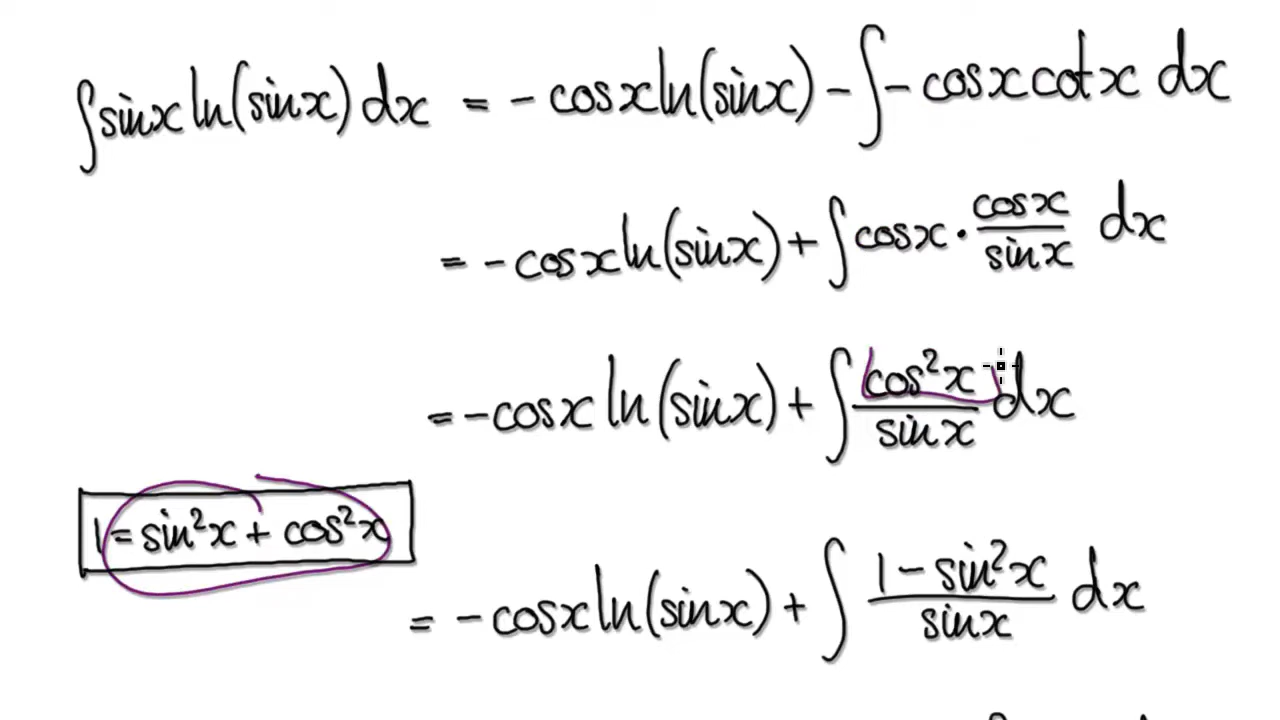 ∫sinx ln(sinx) dx = - cosx ln(sinx) - ∫- cosx cotx dx
= - cosx ln(sinx) + ∫cosx · cosx/sinx dx
= - cosx ln(sinx) + ∫ cos²x/sinx dx
1 = sin²x + cos²x
= - cosx ln(sinx) + ∫ 1 - sin²x/sinx dx